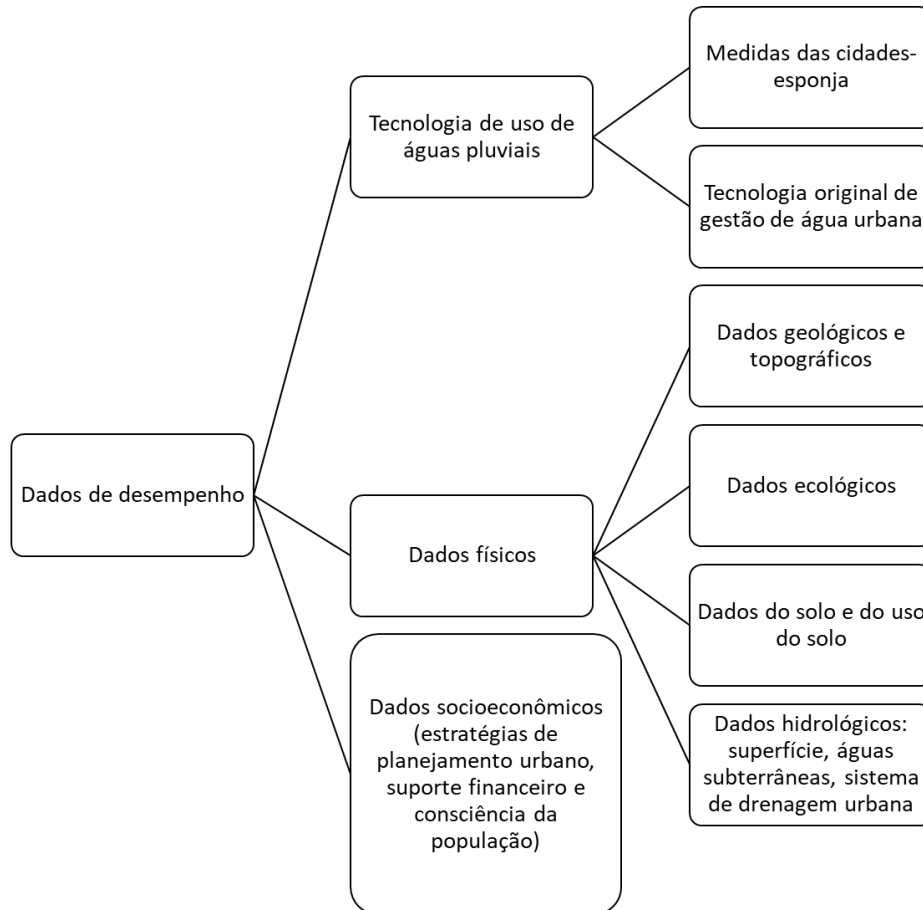 Medidas das cidades-
esponja
Tecnologia de uso de
águas pluviais
Tecnologia original de
gestão de água urbana
Dados geológicos e
topográficos
Dados de desempenho
Dados ecológicos
Dados físicos
Dados do solo e do uso
do solo
Dados socioeconômicos
(estratégias de
planejamento urbano,
suporte financeiro e
consciência da
população)
Dados hidrológicos:
superfície, águas
subterrâneas, sistema
de drenagem urbana